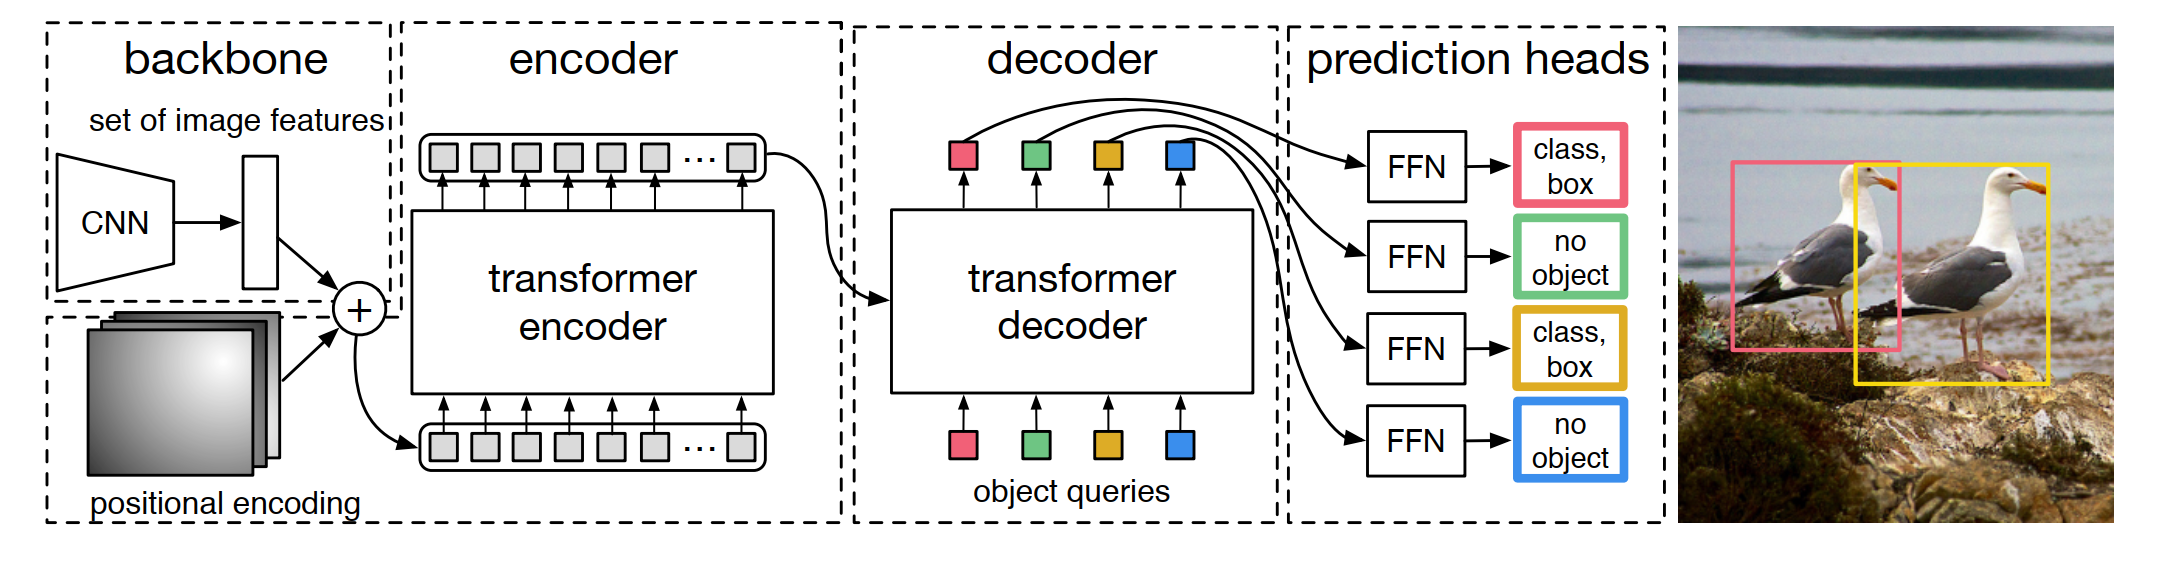 backbone
set of image features
CNN
+
positional encoding
encoder
...
transformer
encoder
...
decoder
transformer
decoder
object queries
prediction heads
FFN
class,
box
FFN
no
object
FFN
class,
box
FFN
no
object